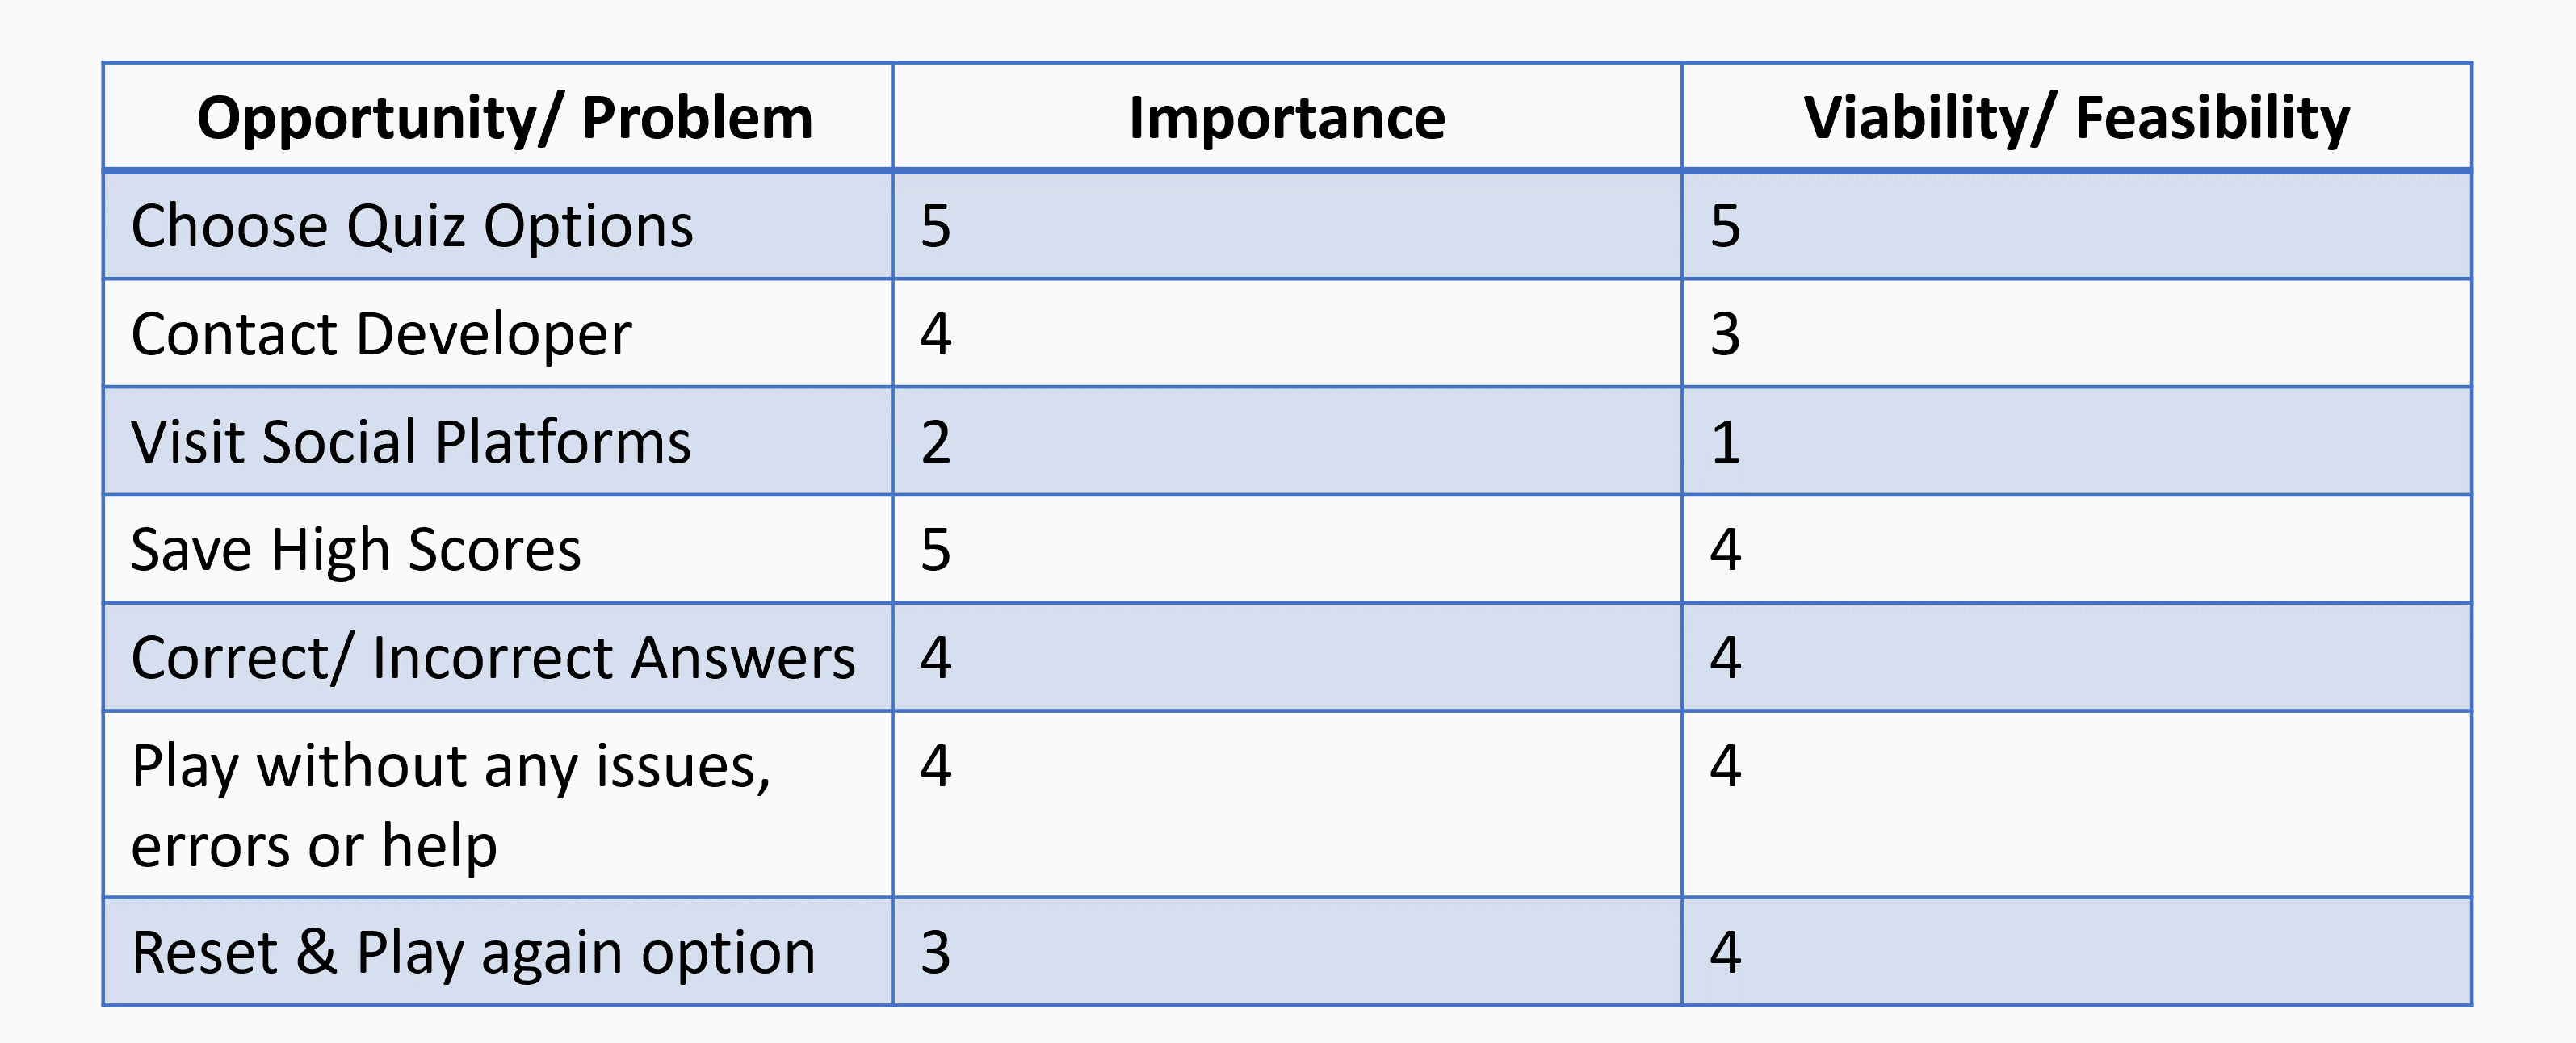 Opportunity/ Problem Importance Viability/ Feasibility
Choose Quiz Options 5 5
Contact Developer 4 3
Visit Social Platforms 2 1
Save High Scores 5 4
Correct/ Incorrect Answers 4 4
Play without any issues, 4 4
errors or help
Reset & Play again option 3 4